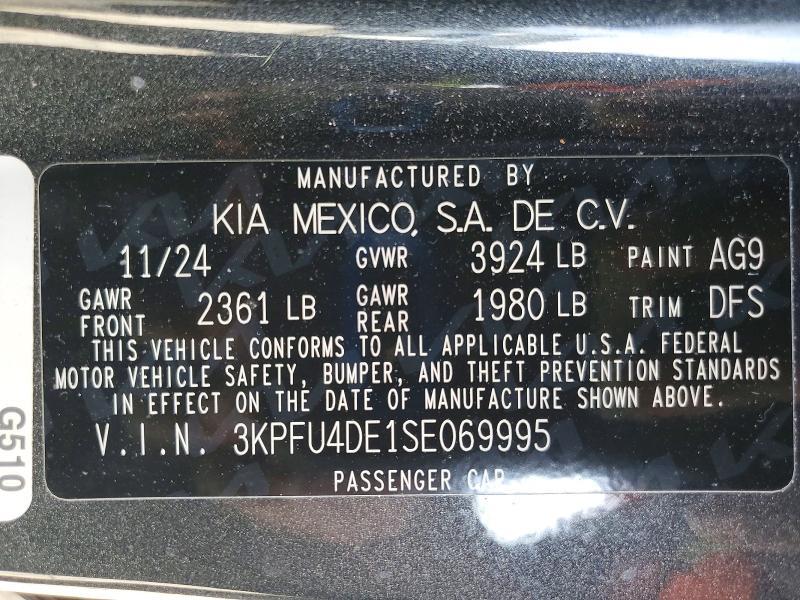 MANUFACTURED BY
KIA MEXICO, S.A. DE C.V.
11/24 GVWR 3924 LB PAINT AG9
GAWR FRONT 2361 LB GAWR REAR 1980 LB TRIM DFS
THIS VEHICLE CONFORMS TO ALL APPLICABLE U.S.A. FEDERAL
MOTOR VEHICLE SAFETY, BUMPER, AND THEFT PREVENTION STANDARDS
IN EFFECT ON THE DATE OF MANUFACTURE SHOWN ABOVE.
V.I.N. 3KPFU4DE1SE069995
PASSENGER CAR
G510